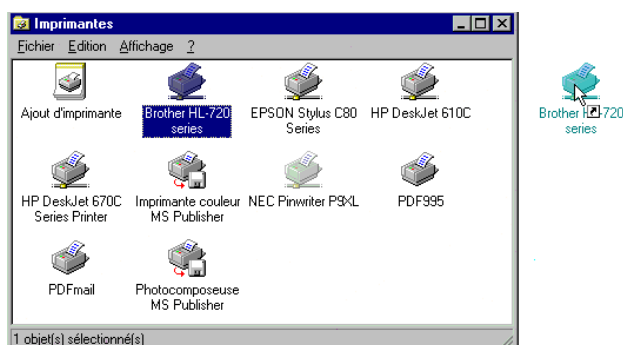 Imprimantes
Fichier Edition Affichage ?
Ajout d'imprimante
Brother HL-720
series
EPSON Stylus C80
Series
HP DeskJet 610C
Brother HL-720
series
HP DeskJet 670C
Series Printer
Imprimante couleur
MS Publisher
NEC Pinwriter P9XL
PDF995
PDFmail
Photocomposeuse
MS Publisher
1 objet(s) sélectionné(s)